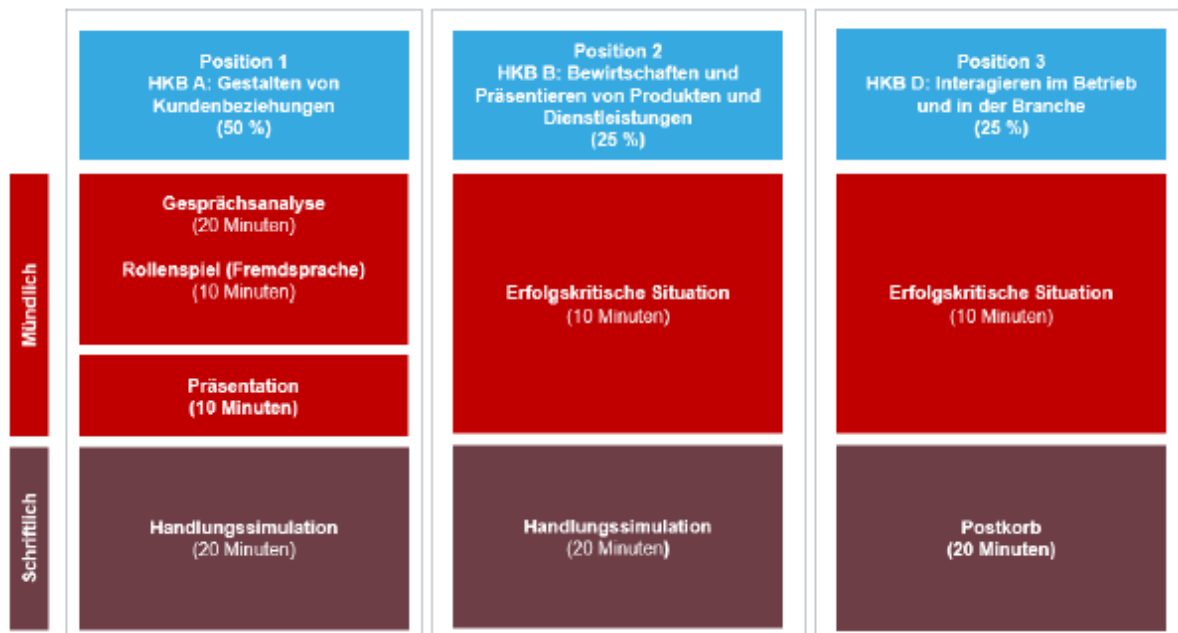 Position 1
HKB A: Gestalten von
Kundenbeziehungen
(50 %)
Position 2
HKB B: Bewirtschaften und
Präsentieren von Produkten und
Dienstleistungen
(25 %)
Position 3
HKB D: Interagieren im Betrieb
und in der Branche
(25 %)
Mündlich
Gesprächsanalyse
(20 Minuten)
Rollenspiel (Fremdsprache)
(10 Minuten)
Präsentation
(10 Minuten)
Erfolgskritische Situation
(10 Minuten)
Erfolgskritische Situation
(10 Minuten)
Schriftlich
Handlungssimulation
(20 Minuten)
Handlungssimulation
(20 Minuten)
Postkorb
(20 Minuten)